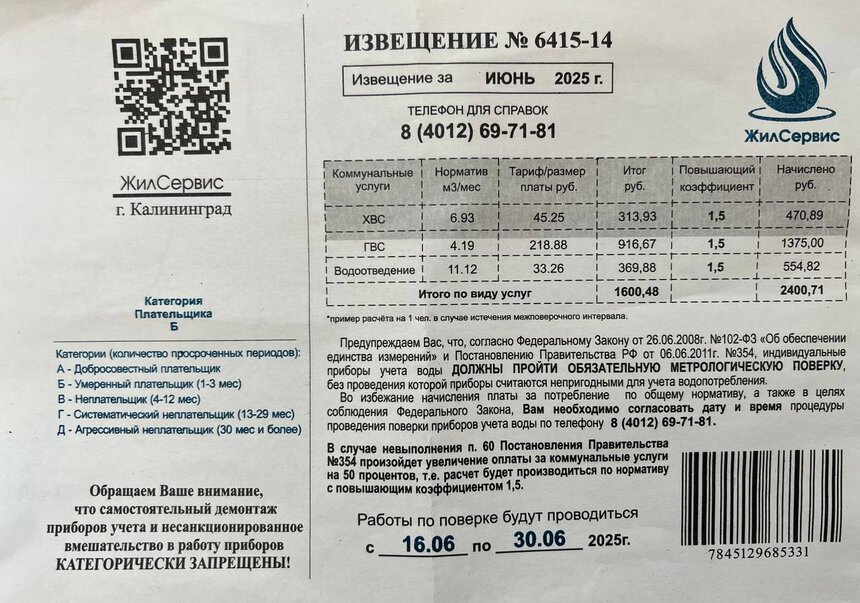 ЖилСервис
г. Калининград
Категория
Плательщика
Б
Категории (количество просроченных периодов):
А - Добросовестный плательщик
Б - Умеренный плательщик (1-3 мес)
В - Неплательщик (4-12 мес)
Г - Систематический неплательщик (13-29 мес)
Д - Агрессивный неплательщик (30 мес и более)
Обращаем Ваше внимание,
что самостоятельный демонтаж
приборов учета и несанкционированное
вмешательство в работу приборов
КАТЕГОРИЧЕСКИ ЗАПРЕЩЕНЫ!
ИЗВЕЩЕНИЕ № 6415-14
Извещение за ИЮНЬ 2025 г.
ТЕЛЕФОН ДЛЯ СПРАВОК
8 (4012) 69-71-81
ЖилСервис
Коммунальные услуги Норматив м3/мес Тариф/размер платы руб. Итог руб. Повышающий коэффициент Начислено руб.
ХВС 6.93 45.25 313,93 1,5 470,89
ГВС 4.19 218.88 916,67 1,5 1375,00
Водоотведение 11.12 33.26 369,88 1,5 554,82
Итого по виду услуг 1600,48 2400,71
*пример расчёта на 1 чел. в случае истечения межповерочного интервала.
Предупреждаем Вас, что, согласно Федеральному Закону от 26.06.2008г. №102-ФЗ «Об обеспечении
единства измерений» и Постановлению Правительства РФ от 06.06.2011г. №354, индивидуальные
приборы учета воды ДОЛЖНЫ ПРОЙТИ ОБЯЗАТЕЛЬНУЮ МЕТРОЛОГИЧЕСКУЮ ПОВЕРКУ,
без проведения которой приборы считаются непригодными для учета водопотребления.
Во избежание начисления платы за потребление по общему нормативу, а также в целях
соблюдения Федерального Закона, Вам необходимо согласовать дату и время процедуры
проведения поверки приборов учета воды по телефону 8 (4012) 69-71-81.
В случае невыполнения п. 60 Постановления Правительства
№354 произойдет увеличение оплаты за коммунальные услуги
на 50 процентов, т.е. расчет будет производиться по нормативу
с повышающим коэффициентом 1,5.
Работы по поверке будут проводиться
с 16.06 по 30.06 2025г.
7845129685331